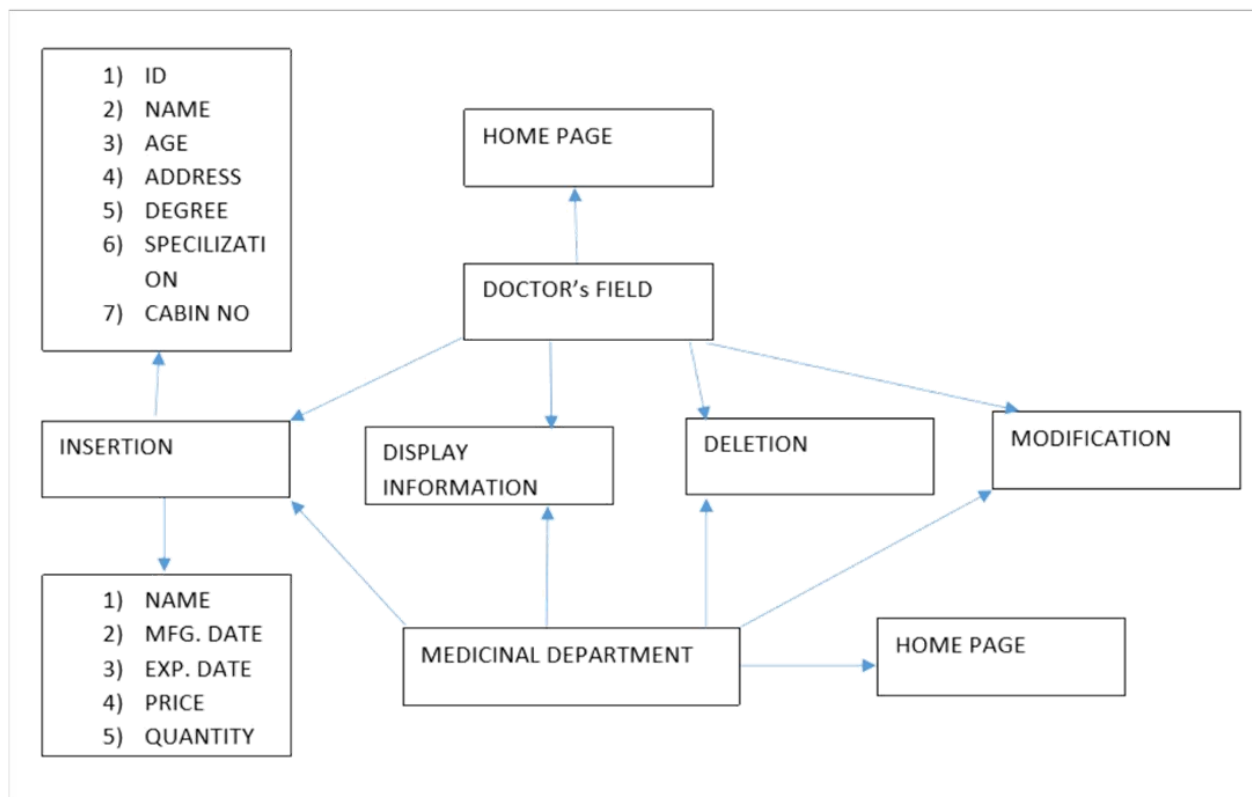 1) ID
2) NAME
3) AGE
4) ADDRESS
5) DEGREE
6) SPECILIZATI
ON
7) CABIN NO
HOME PAGE
DOCTOR's FIELD
INSERTION
DISPLAY
INFORMATION
DELETION
MODIFICATION
1) NAME
2) MFG. DATE
3) EXP. DATE
4) PRICE
5) QUANTITY
MEDICINAL DEPARTMENT
HOME PAGE